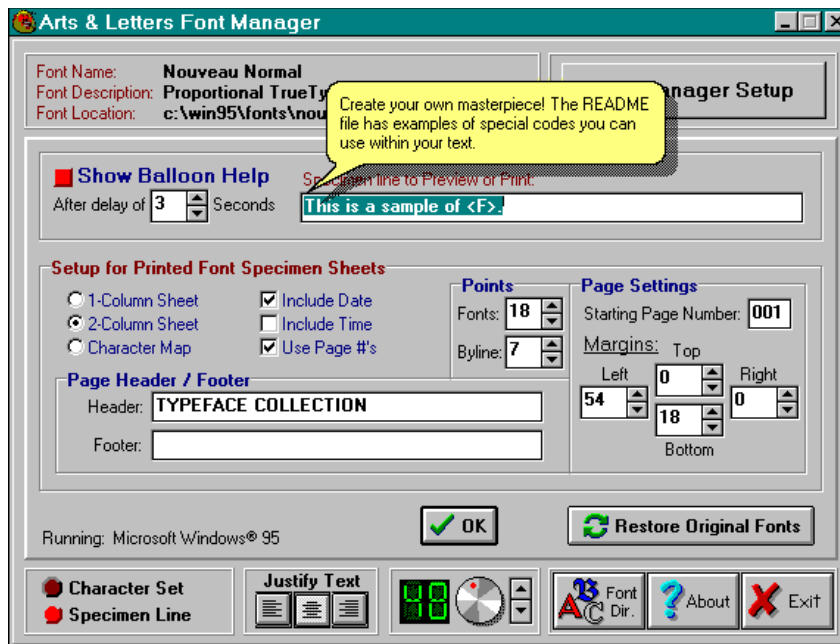 Arts & Letters Font Manager
Font Name: Nouveau Normal
Font Description: Proportional TrueTy
Font Location: c:\win95\fonts\nou
anager Setup
Create your own masterpiece! The README
file has examples of special codes you can
use within your text.
Show Balloon Help
After delay of 3 Seconds
Specimen line to Preview or Print:
This is a sample of <F>.
Setup for Printed Font Specimen Sheets
1-Column Sheet
2-Column Sheet
Character Map
Include Date
Include Time
Use Page #'s
Points
Fonts: 18
Byline: 7
Page Settings
Starting Page Number: 001
Margins:
Top
0
Left
54
Right
0
18
Bottom
Page Header / Footer
Header: TYPEFACE COLLECTION
Footer:
Running: Microsoft Windows® 95
OK
Restore Original Fonts
Character Set
Specimen Line
Justify Text
48
ABC
Font
Dir.
About
Exit